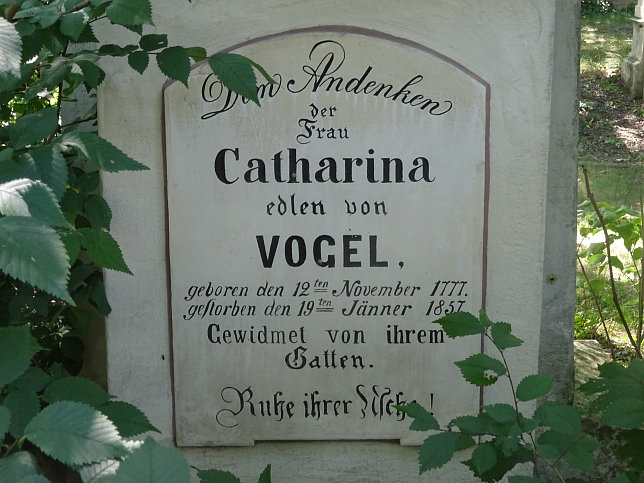 Dem Andenken
der
Frau
Catharina
edlen von
VOGEL,
geboren den 12ten November 1777.
gestorben den 19ten Jänner 1857.
Gewidmet von ihrem
Gatten.
Ruhe ihrer Asche!